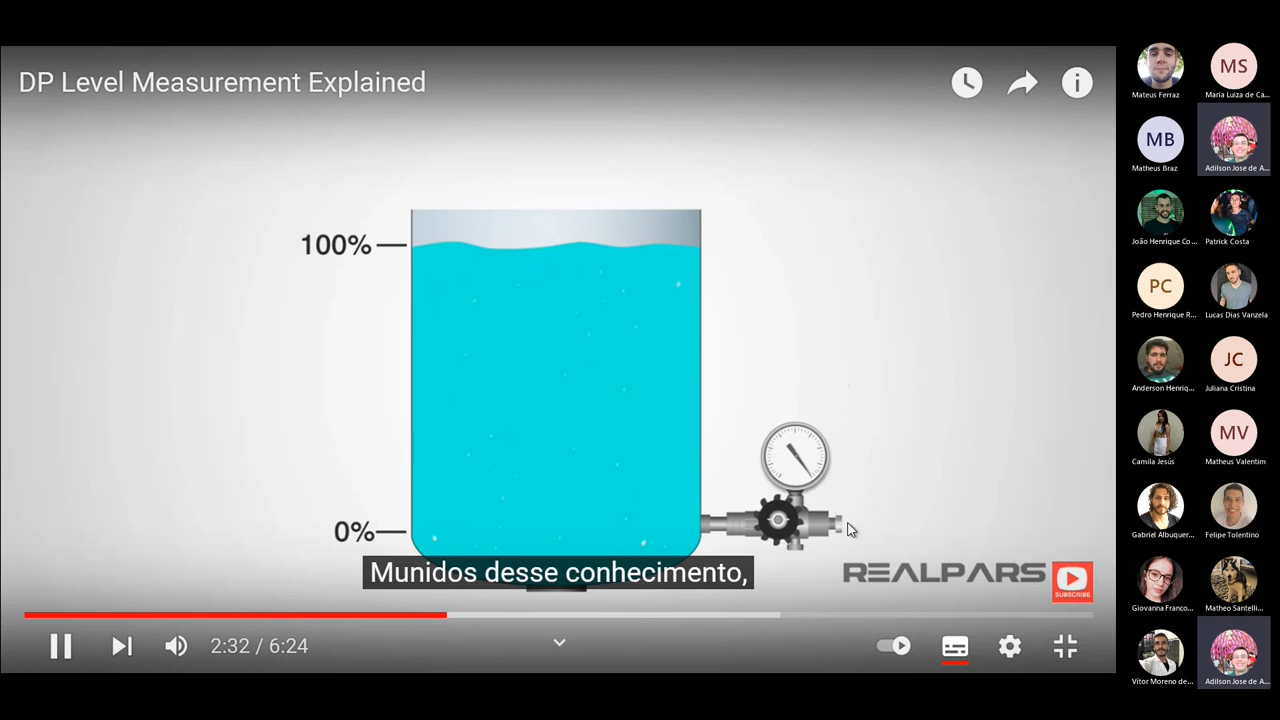 DP Level Measurement Explained
100%
0%
Munidos desse conhecimento,
REALPARS
SUBSCRIBE
2:32 / 6:24
Mateus Ferraz
MS
Maria Luiza de Ca...
MB
Matheus Braz
Adilson Jose de A...
João Henrique Co...
Patrick Costa
PC
Pedro Henrique R...
Lucas Dias Vanzela
Anderson Henriq...
JC
Juliana Cristina
Camila Jesús
MV
Matheus Valentim
Gabriel Albuquer...
Felipe Tolentino
Giovanna Franco...
Matheo Santelli...
Vítor Moreno de...
Adilson Jose de A...